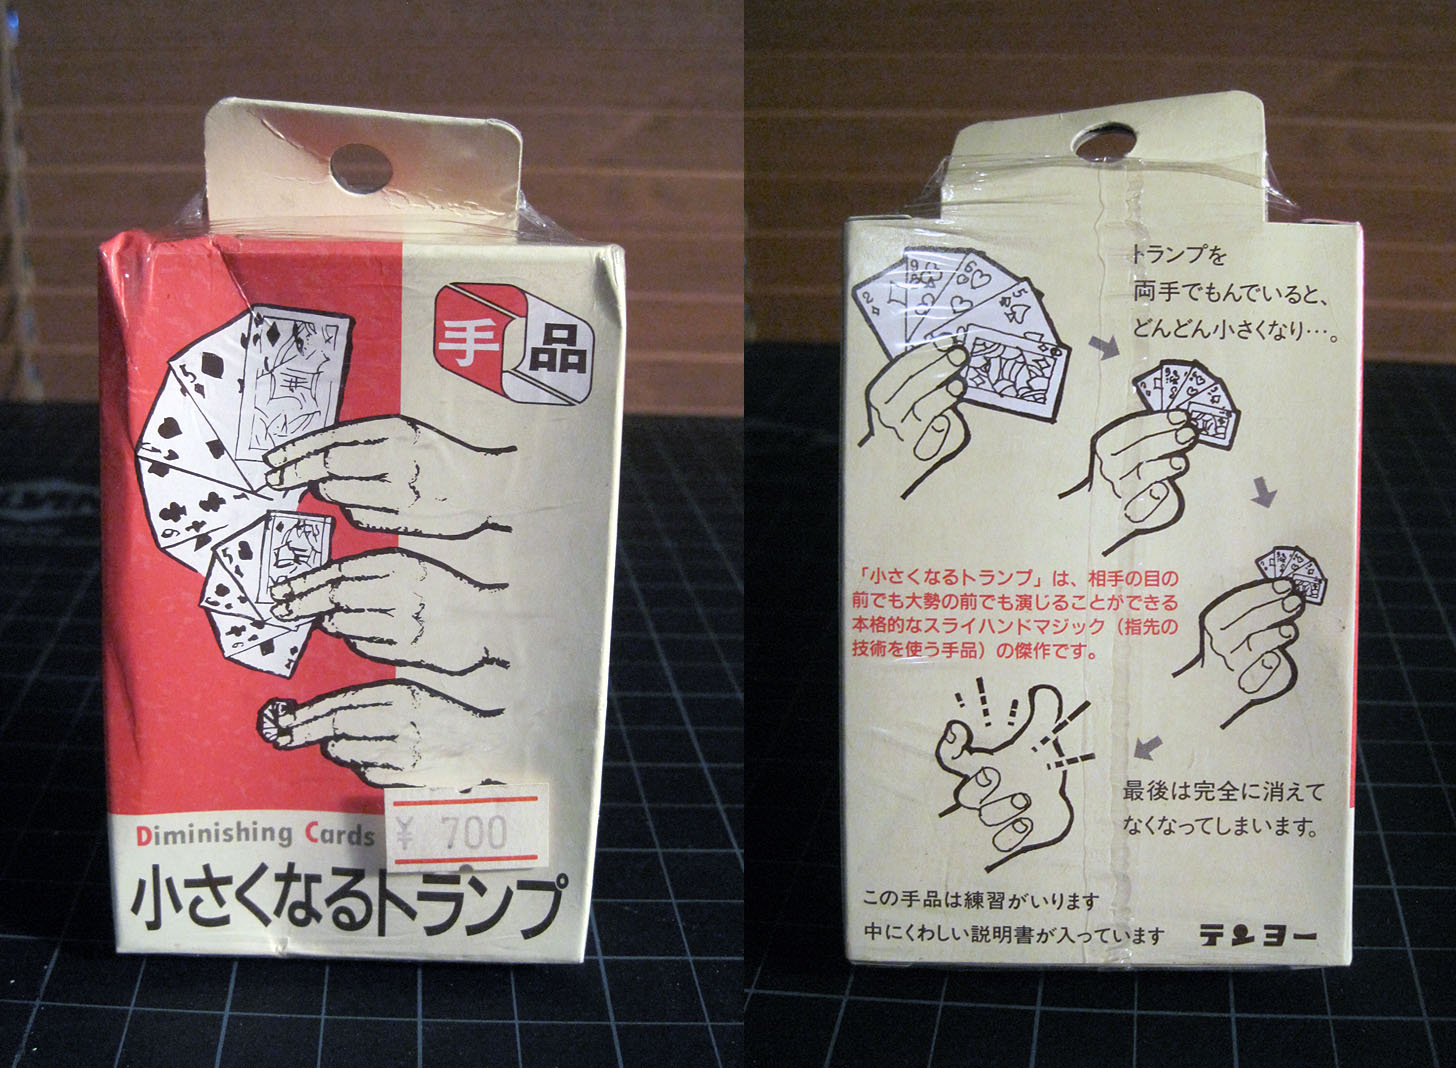 手品
Diminishing Cards
¥ 700
小さくなるトランプ
トランプを
両手でもんでいると、
どんどん小さくなり…。
「小さくなるトランプ」は、相手の目の
前でも大勢の前でも演じることができる
本格的なスライハンドマジック（指先の
技術を使う手品）の傑作です。
最後は完全に消えて
なくなってしまいます。
この手品は練習がいります
中にくわしい説明書が入っています
テンヨー